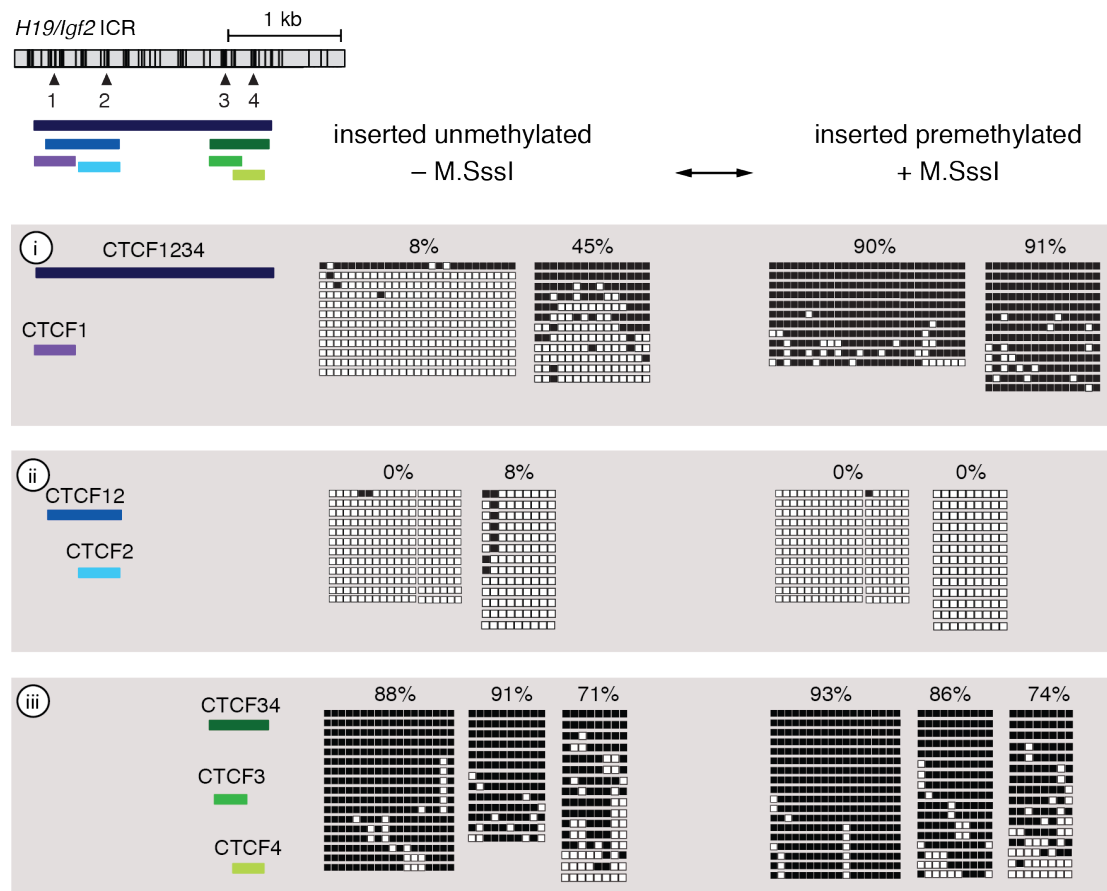 H19/Igf2 ICR
1 kb
1 2 3 4
inserted unmethylated
– M.SssI
inserted premethylated
+ M.SssI
i
CTCF1234
8% 45% 90% 91%
CTCF1
ii
0% 8% 0% 0%
CTCF12
CTCF2
iii
88% 91% 71% 93% 86% 74%
CTCF34
CTCF3
CTCF4